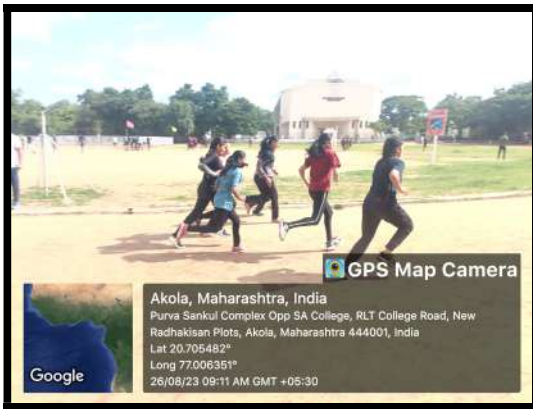 GPS Map Camera
Akola, Maharashtra, India
Purva Sankul Complex Opp SA College, RLT College Road, New
Radhakisan Plots, Akola, Maharashtra 444001, India
Lat 20.705482°
Long 77.006351°
26/08/23 09:11 AM GMT +05:30
Google